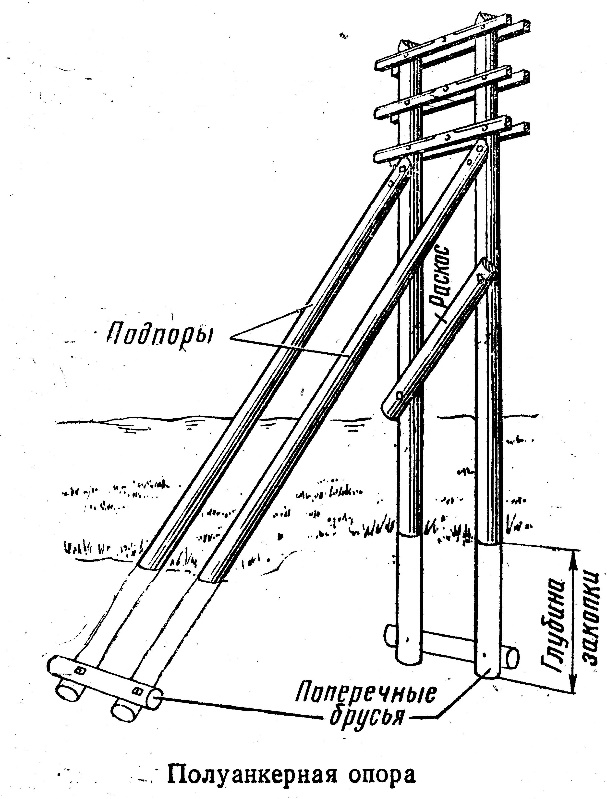 Раскос
Подпоры
Глубина
закопки
Поперечные
брусья
Полуанкерная опора